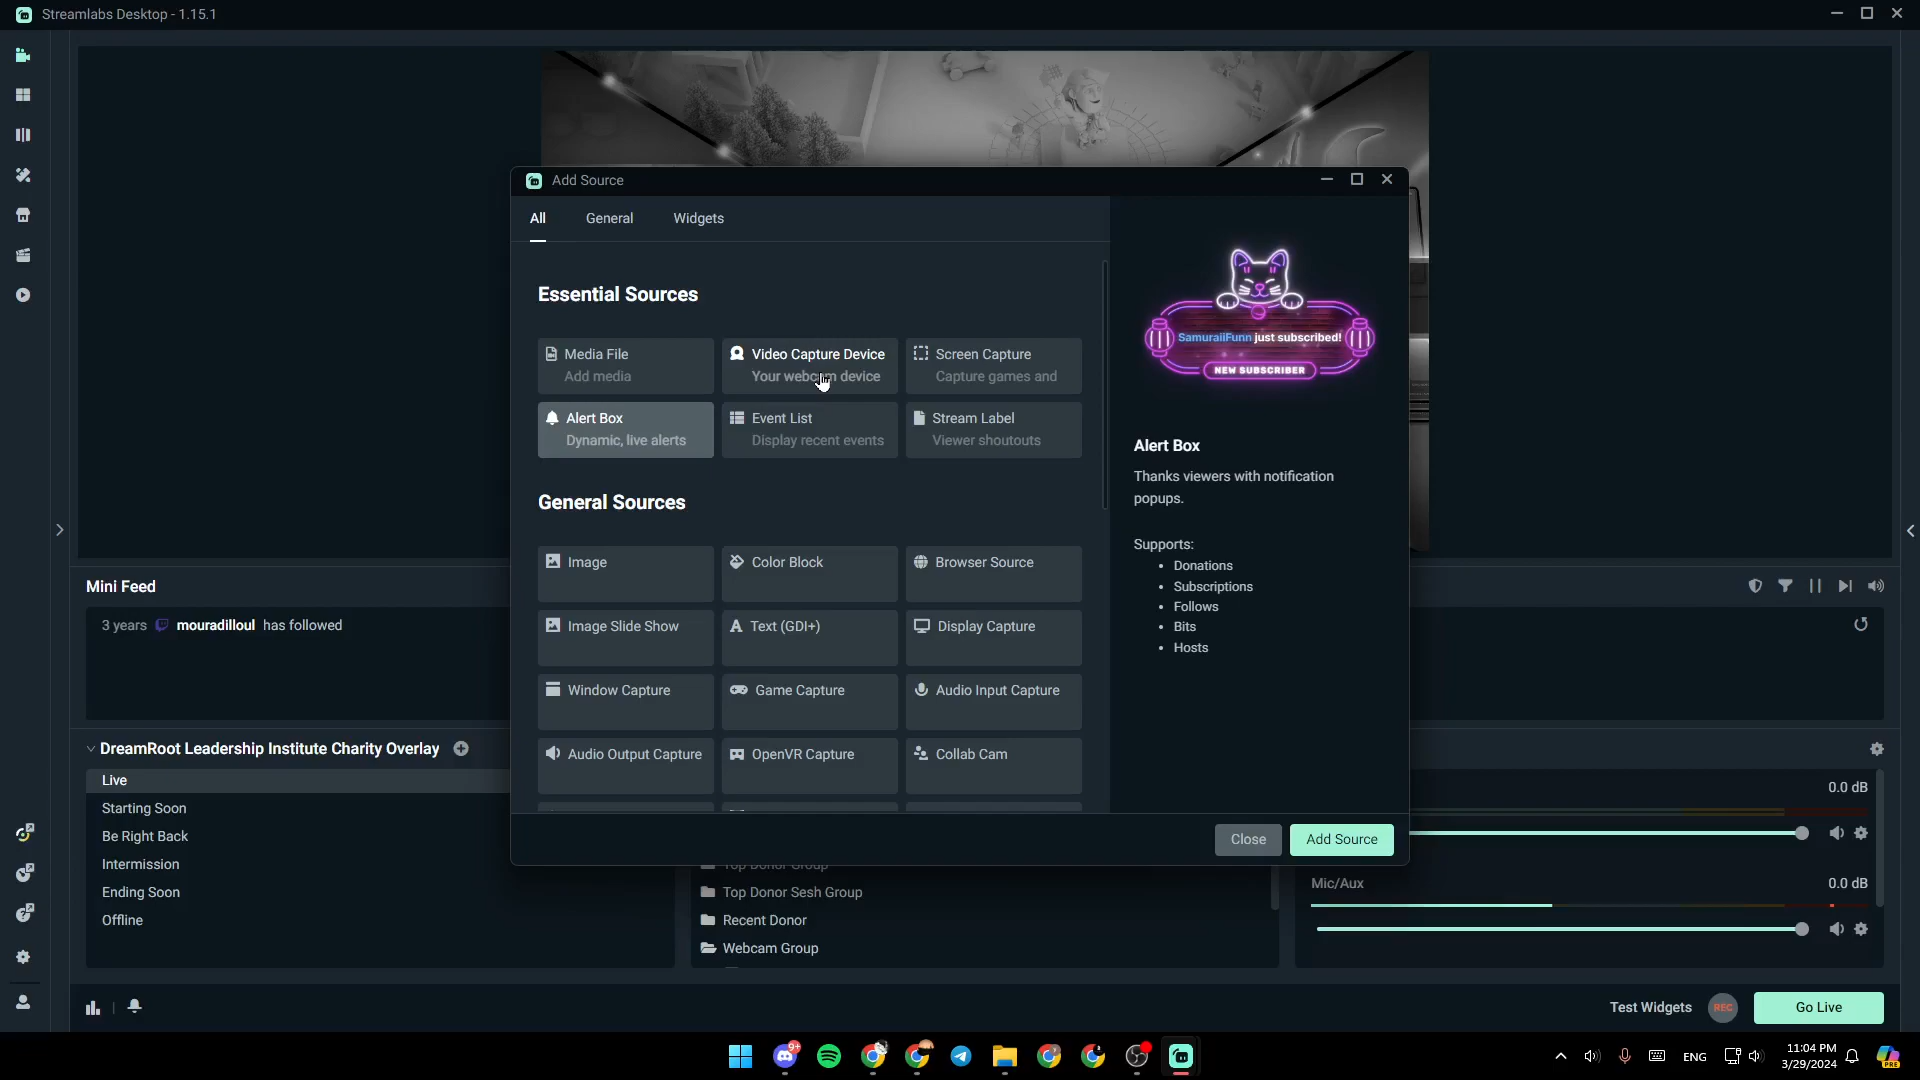 Streamlabs Desktop - 1.15.1
Add Source
All
General
Widgets
Essential Sources
Media File
Add media
Video Capture Device
Your webcam device
Screen Capture
Capture games and
Alert Box
Dynamic, live alerts
Event List
Display recent events
Stream Label
Viewer shoutouts
General Sources
Image
Color Block
Browser Source
Image Slide Show
Text (GDI+)
Display Capture
Window Capture
Game Capture
Audio Input Capture
Audio Output Capture
OpenVR Capture
Collab Cam
SamuraiiFunn just subscribed!
NEW SUBSCRIBER
Alert Box
Thanks viewers with notification
popups.
Supports:
• Donations
• Subscriptions
• Follows
• Bits
• Hosts
Close
Add Source
Mini Feed
3 years mouradilloul has followed
DreamRoot Leadership Institute Charity Overlay
Live
Starting Soon
Be Right Back
Intermission
Ending Soon
Offline
Top Donor Group
Top Donor Sesh Group
Recent Donor
Webcam Group
0.0 dB
Mic/Aux
0.0 dB
Test Widgets
REC
Go Live
9+
ENG
11:04 PM
3/29/2024
PRE